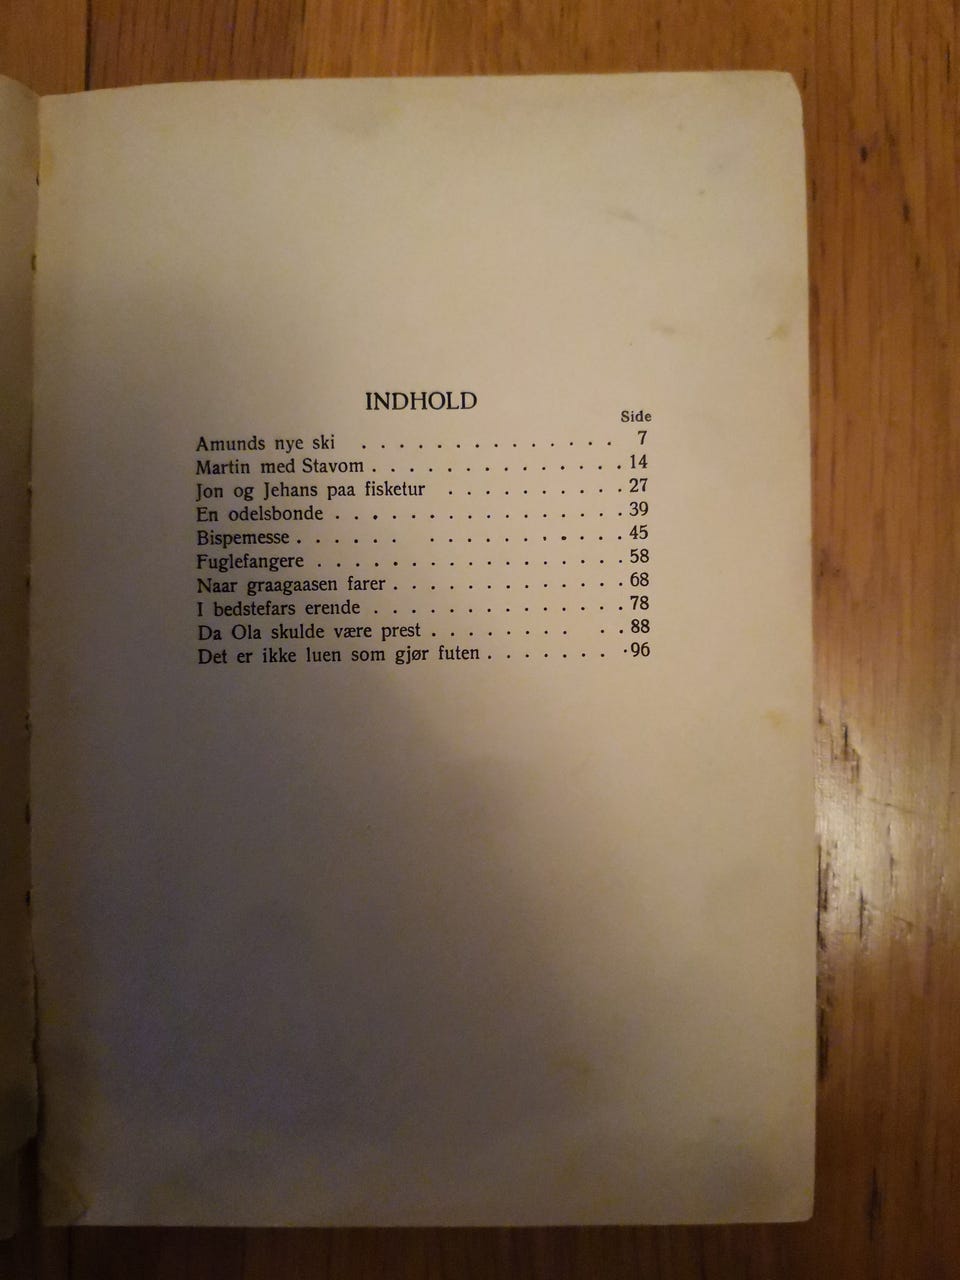 INDHOLD
Side
Amunds nye ski . . . . . . . . . . . . . . 7
Martin med Stavom . . . . . . . . . . . . . . 14
Jon og Jehans paa fisketur . . . . . . . . . . 27
En odelsbonde . . . . . . . . . . . . . . . . 39
Bispemesse . . . . . . . . . . . . . . . 45
Fuglefangere . . . . . . . . . . . . . . . . . 58
Naar graagaasen farer . . . . . . . . . . . . . 68
I bedstefars erende . . . . . . . . . . . . . . 78
Da Ola skulde være prest . . . . . . . . . 88
Det er ikke luen som gjør futen . . . . . . . . 96